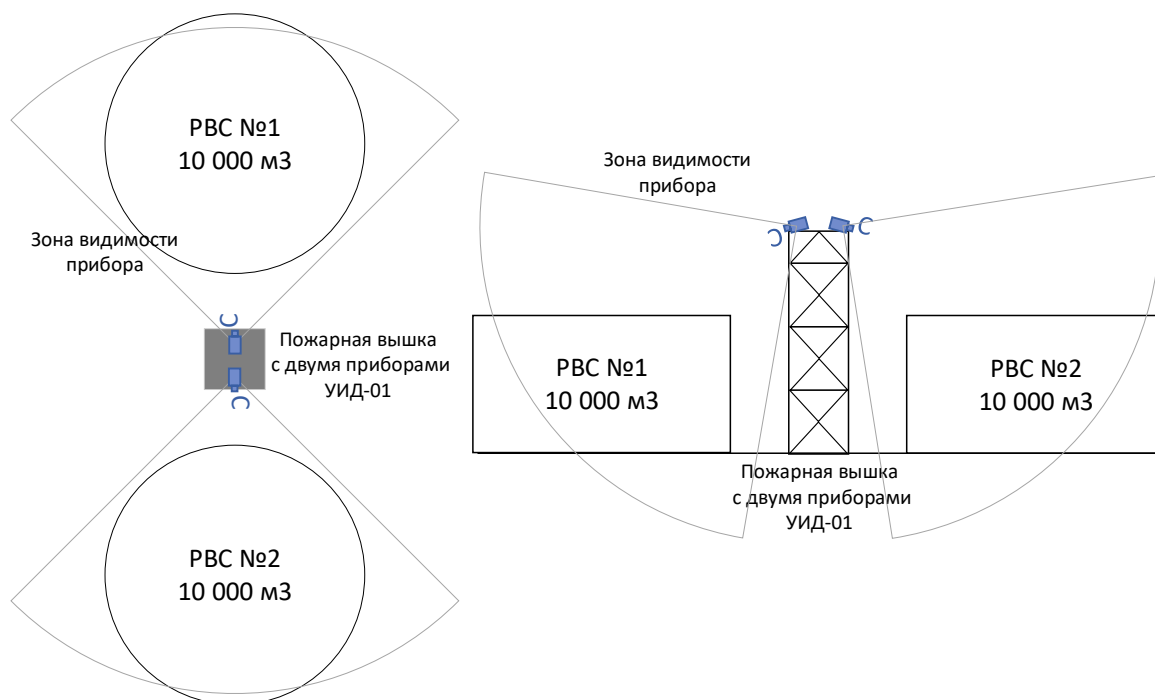 РВС №1
10 000 м3
Зона видимости
прибора
Пожарная вышка
с двумя приборами
УИД-01
РВС №2
10 000 м3
Зона видимости
прибора
РВС №1
10 000 м3
РВС №2
10 000 м3
Пожарная вышка
с двумя приборами
УИД-01